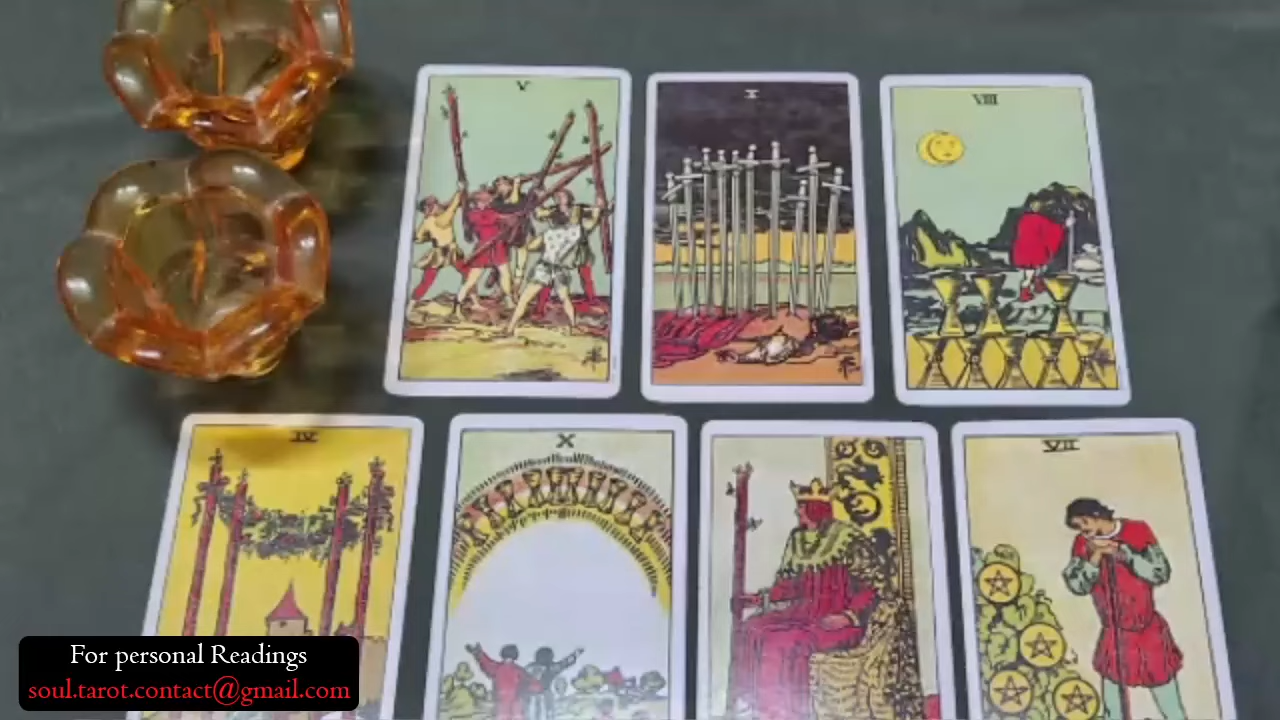 V
X
VIII
IV
X
VII
For personal Readings
soul.tarot.contact@gmail.com